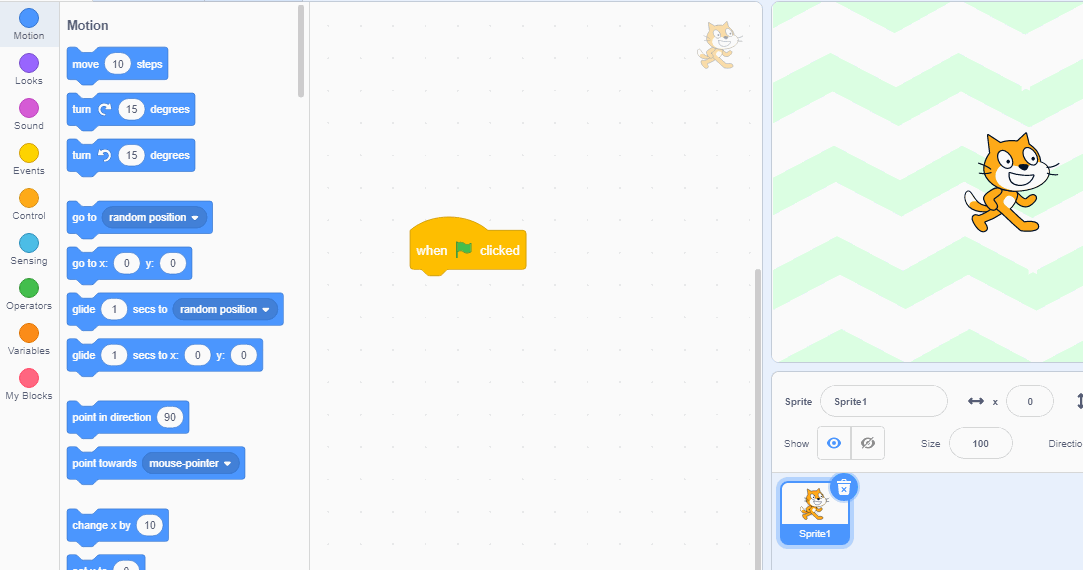 Motion
Looks
Sound
Events
Control
Sensing
Operators
Variables
My Blocks
Motion
move 10 steps
turn 15 degrees
turn 15 degrees
go to random position
go to x: 0 y: 0
glide 1 secs to random position
glide 1 secs to x: 0 y: 0
point in direction 90
point towards mouse-pointer
change x by 10
when clicked
Sprite Sprite1 x 0
Show Size 100 Directio
Sprite1